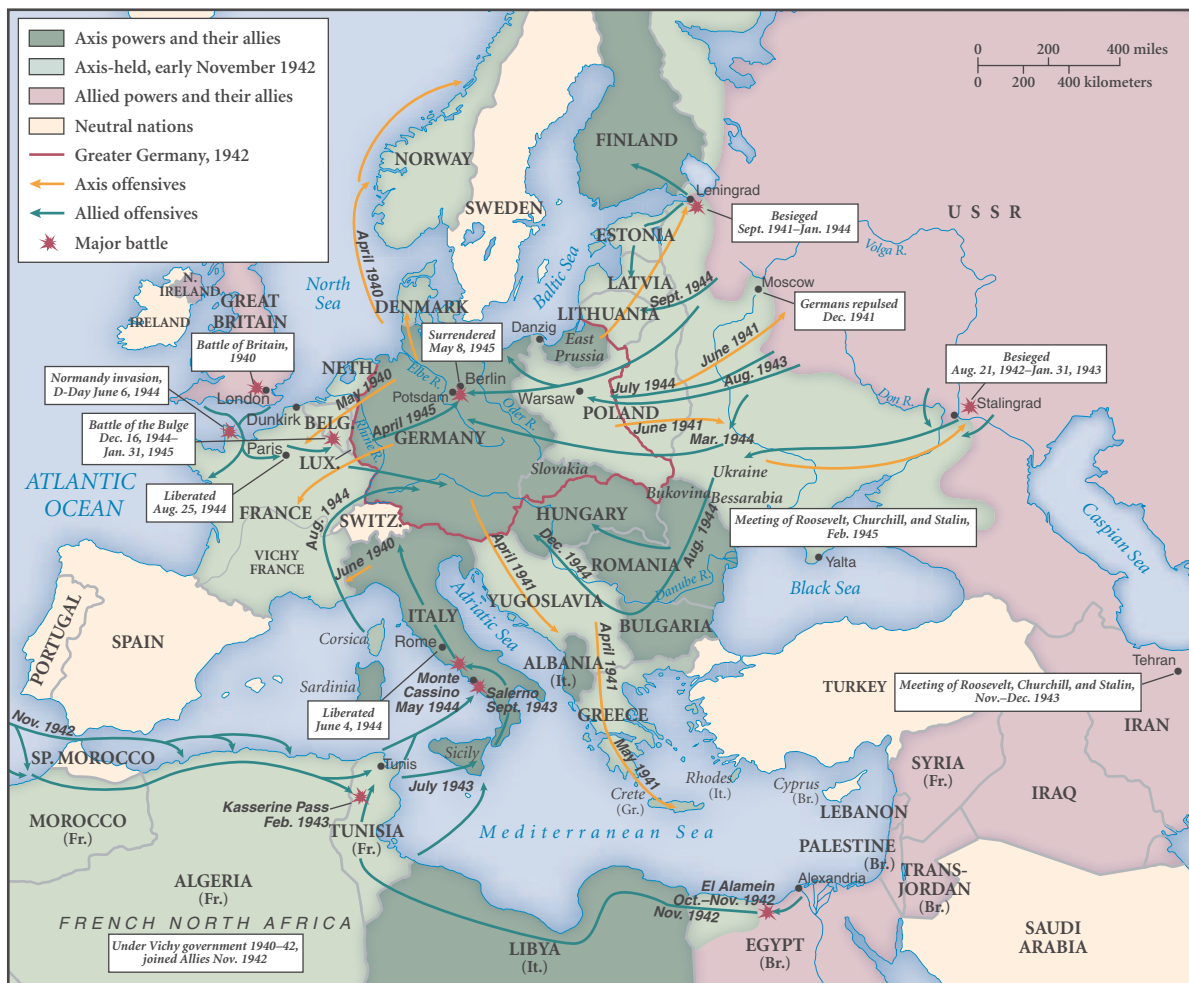 Axis powers and their allies
Axis-held, early November 1942
Allied powers and their allies
Neutral nations
Greater Germany, 1942
Axis offensives
Allied offensives
Major battle
0 200 400 miles
0 200 400 kilometers
FINLAND
NORWAY
SWEDEN
Leningrad
Besieged
Sept. 1941–Jan. 1944
U S S R
Volga R.
ESTONIA
Baltic Sea
LATVIA
Sept. 1944
LITHUANIA
Moscow
Germans repulsed
Dec. 1941
April 1940
North
Sea
N.
IRELAND
IRELAND
GREAT
BRITAIN
DENMARK
Danzig
East
Prussia
June 1941
Battle of Britain,
1940
London
Surrendered
May 8, 1945
NETH.
May 1940
Elbe R.
Berlin
Potsdam
Oder R.
Warsaw
POLAND
July 1944
Aug. 1943
Besieged
Aug. 21, 1942–Jan. 31, 1943
Don R.
Stalingrad
Normandy invasion,
D-Day June 6, 1944
Dunkirk
BELG.
Battle of the Bulge
Dec. 16, 1944–
Jan. 31, 1945
Paris
LUX.
Rhine R.
April 1945
GERMANY
June 1941
Mar. 1944
Ukraine
ATLANTIC
OCEAN
Liberated
Aug. 25, 1944
FRANCE
Aug. 1944
SWITZ.
Slovakia
Bukovina
Bessarabia
HUNGARY
Aug. 1944
Meeting of Roosevelt, Churchill, and Stalin,
Feb. 1945
Yalta
Caspian Sea
VICHY
FRANCE
June 1940
April 1941
Dec. 1944
ROMANIA
Danube R.
Black Sea
YUGOSLAVIA
Adriatic Sea
BULGARIA
PORTUGAL
SPAIN
Corsica
ITALY
Rome
ALBANIA
(It.)
April 1941
Sardinia
Monte
Cassino
May 1944
Salerno
Sept. 1943
Liberated
June 4, 1944
GREECE
TURKEY
Tehran
Meeting of Roosevelt, Churchill, and Stalin,
Nov.–Dec. 1943
IRAN
Nov. 1942
SP. MOROCCO
Tunis
Sicily
July 1943
May 1941
Crete
(Gr.)
Rhodes
(It.)
Cyprus
(Br.)
SYRIA
(Fr.)
LEBANON
IRAQ
Kasserine Pass
Feb. 1943
MOROCCO
(Fr.)
TUNISIA
(Fr.)
Mediterranean Sea
PALESTINE
(Br.)
TRANS-
JORDAN
(Br.)
ALGERIA
(Fr.)
El Alamein
Oct.–Nov. 1942
Nov. 1942
Alexandria
FRENCH NORTH AFRICA
Under Vichy government 1940–42,
joined Allies Nov. 1942
LIBYA
(It.)
EGYPT
(Br.)
SAUDI
ARABIA